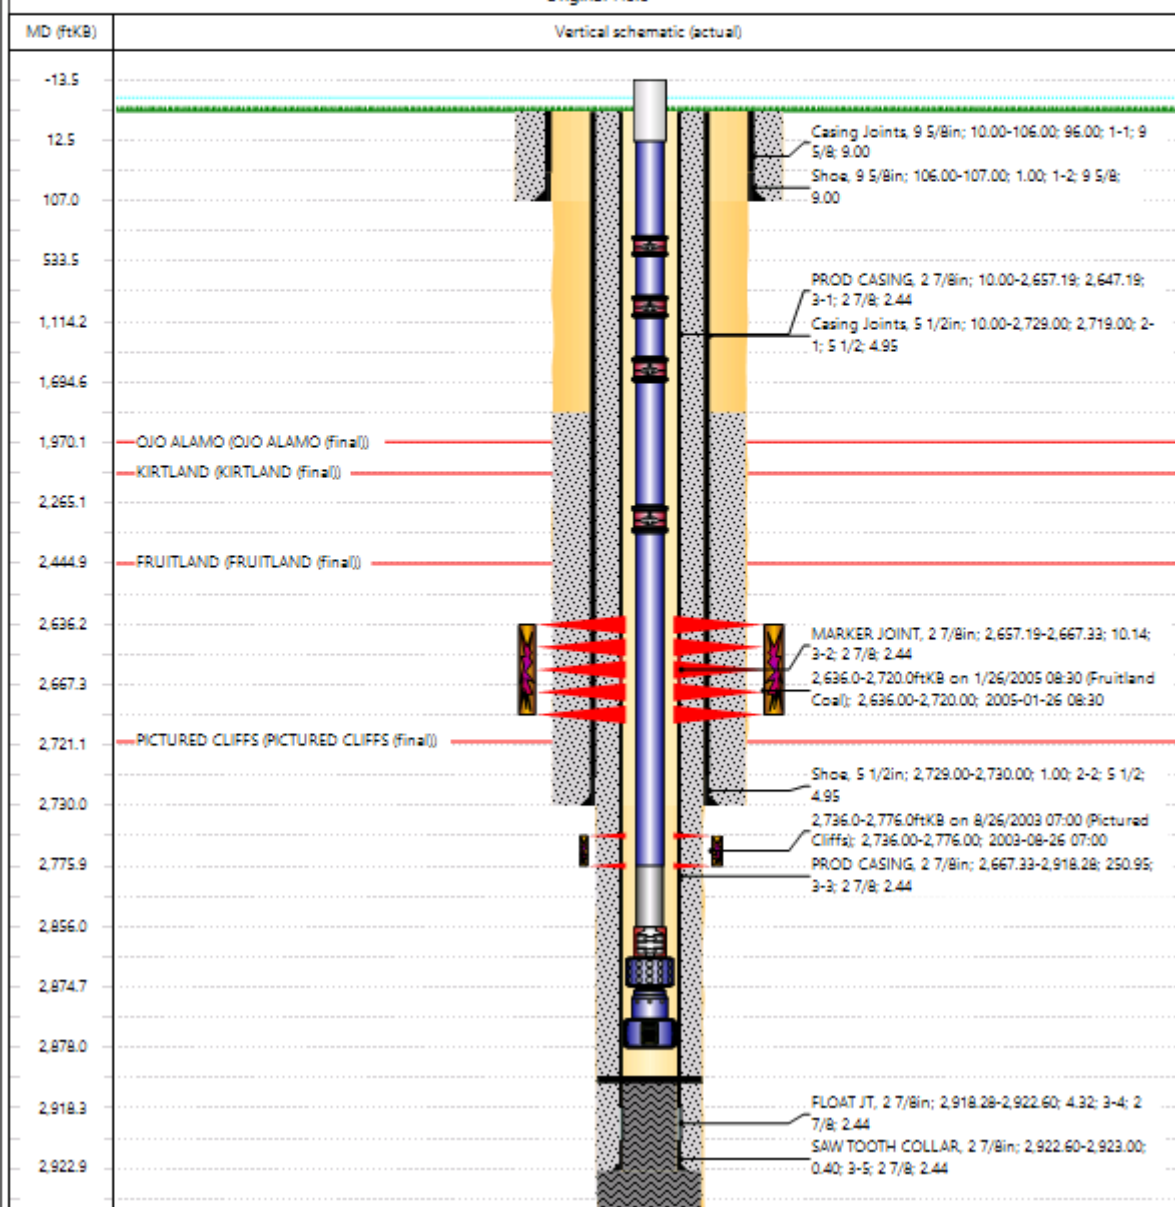 MD (ftKB)
Vertical schematic (actual)
-13.5
12.5
107.0
533.5
1,114.2
1,694.6
1,970.1
2,265.1
2,444.9
2,636.2
2,667.3
2,721.1
2,730.0
2,775.9
2,856.0
2,874.7
2,878.0
2,918.3
2,922.9
OJO ALAMO (OJO ALAMO (final))
KIRTLAND (KIRTLAND (final))
FRUITLAND (FRUITLAND (final))
PICTURED CLIFFS (PICTURED CLIFFS (final))
Casing Joints, 9 5/8in; 10.00-106.00; 96.00; 1-1; 9
5/8; 9.00
Shoe, 9 5/8in; 106.00-107.00; 1.00; 1-2; 9 5/8;
9.00
PROD CASING, 2 7/8in; 10.00-2,657.19; 2,647.19;
3-1; 2 7/8; 2.44
Casing Joints, 5 1/2in; 10.00-2,729.00; 2,719.00; 2-
1; 5 1/2; 4.95
MARKER JOINT, 2 7/8in; 2,657.19-2,667.33; 10.14;
3-2; 2 7/8; 2.44
2,636.0-2,720.0ftKB on 1/26/2005 08:30 (Fruitland
Coal); 2,636.00-2,720.00; 2005-01-26 08:30
Shoe, 5 1/2in; 2,729.00-2,730.00; 1.00; 2-2; 5 1/2;
4.95
2,736.0-2,776.0ftKB on 8/26/2003 07:00 (Pictured
Cliffs); 2,736.00-2,776.00; 2003-08-26 07:00
PROD CASING, 2 7/8in; 2,667.33-2,918.28; 250.95;
3-3; 2 7/8; 2.44
FLOAT JT, 2 7/8in; 2,918.28-2,922.60; 4.32; 3-4; 2
7/8; 2.44
SAW TOOTH COLLAR, 2 7/8in; 2,922.60-2,923.00;
0.40; 3-5; 2 7/8; 2.44